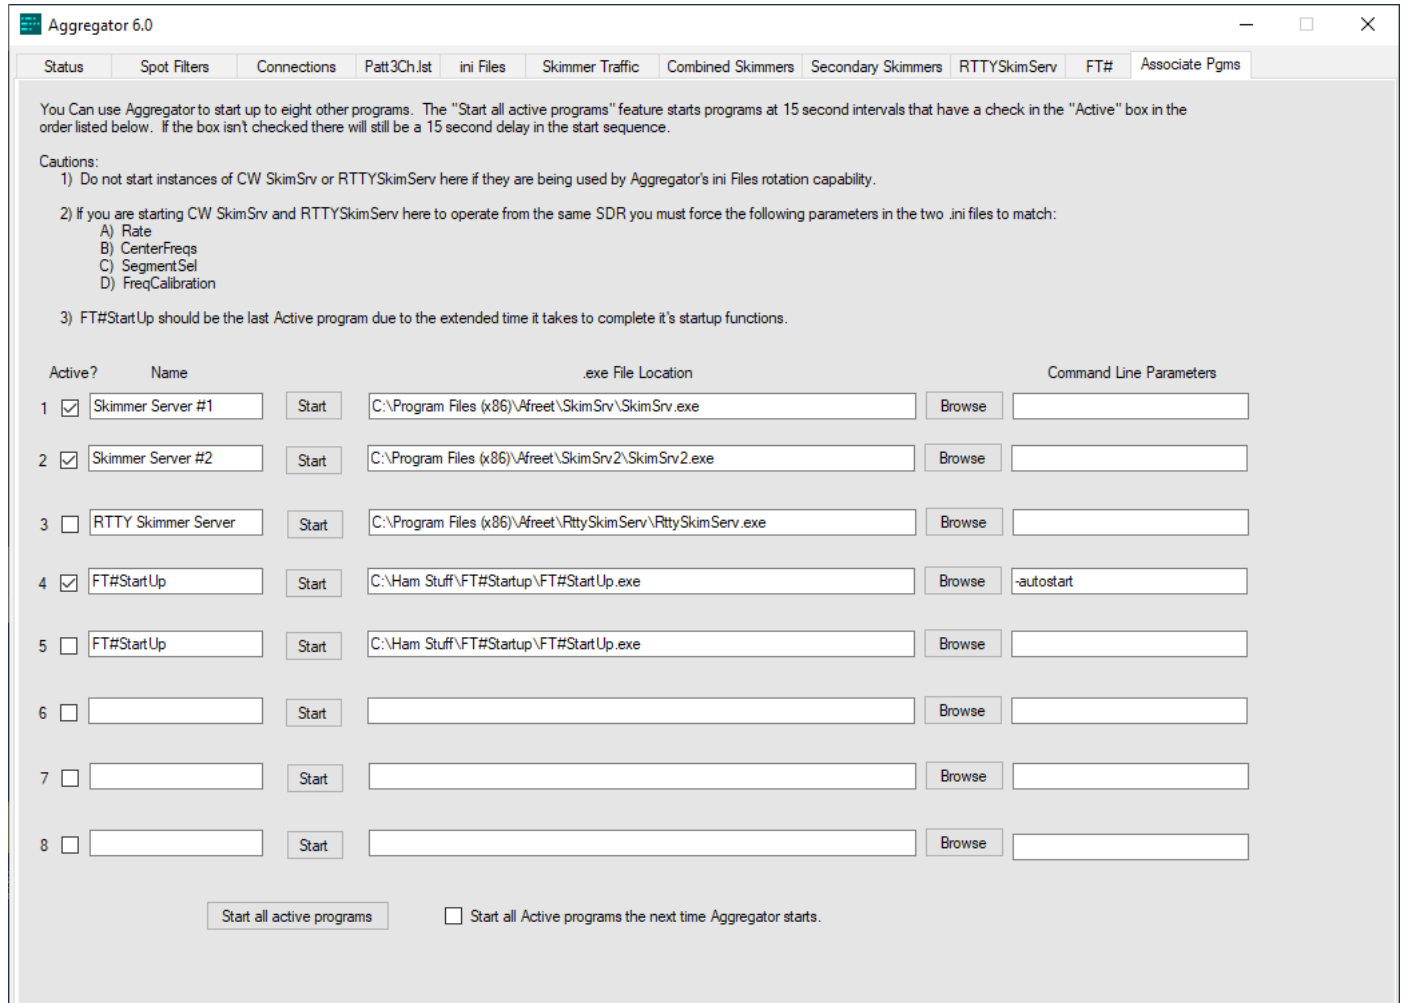 Aggregator 6.0
Status Spot Filters Connections Patt3Ch.lst ini Files Skimmer Traffic Combined Skimmers Secondary Skimmers RTTYSkimServ FT# Associate Pgms
You Can use Aggregator to start up to eight other programs. The "Start all active programs" feature starts programs at 15 second intervals that have a check in the "Active" box in the
order listed below. If the box isn't checked there will still be a 15 second delay in the start sequence.
Cautions:
1) Do not start instances of CW SkimSrv or RTTYSkimServ here if they are being used by Aggregator's ini Files rotation capability.
2) If you are starting CW SkimSrv and RTTYSkimServ here to operate from the same SDR you must force the following parameters in the two .ini files to match:
A) Rate
B) CenterFreqs
C) SegmentSel
D) FreqCalibration
3) FT#StartUp should be the last Active program due to the extended time it takes to complete it's startup functions.
Active? Name .exe File Location Command Line Parameters
1 Skimmer Server #1 Start C:\Program Files (x86)\Afreet\SkimSrv\SkimSrv.exe Browse
2 Skimmer Server #2 Start C:\Program Files (x86)\Afreet\SkimSrv2\SkimSrv2.exe Browse
3 RTTY Skimmer Server Start C:\Program Files (x86)\Afreet\RttySkimServ\RttySkimServ.exe Browse
4 FT#StartUp Start C:\Ham Stuff\FT#Startup\FT#StartUp.exe Browse -autostart
5 FT#StartUp Start C:\Ham Stuff\FT#Startup\FT#StartUp.exe Browse
6 Start Browse
7 Start Browse
8 Start Browse
Start all active programs Start all Active programs the next time Aggregator starts.